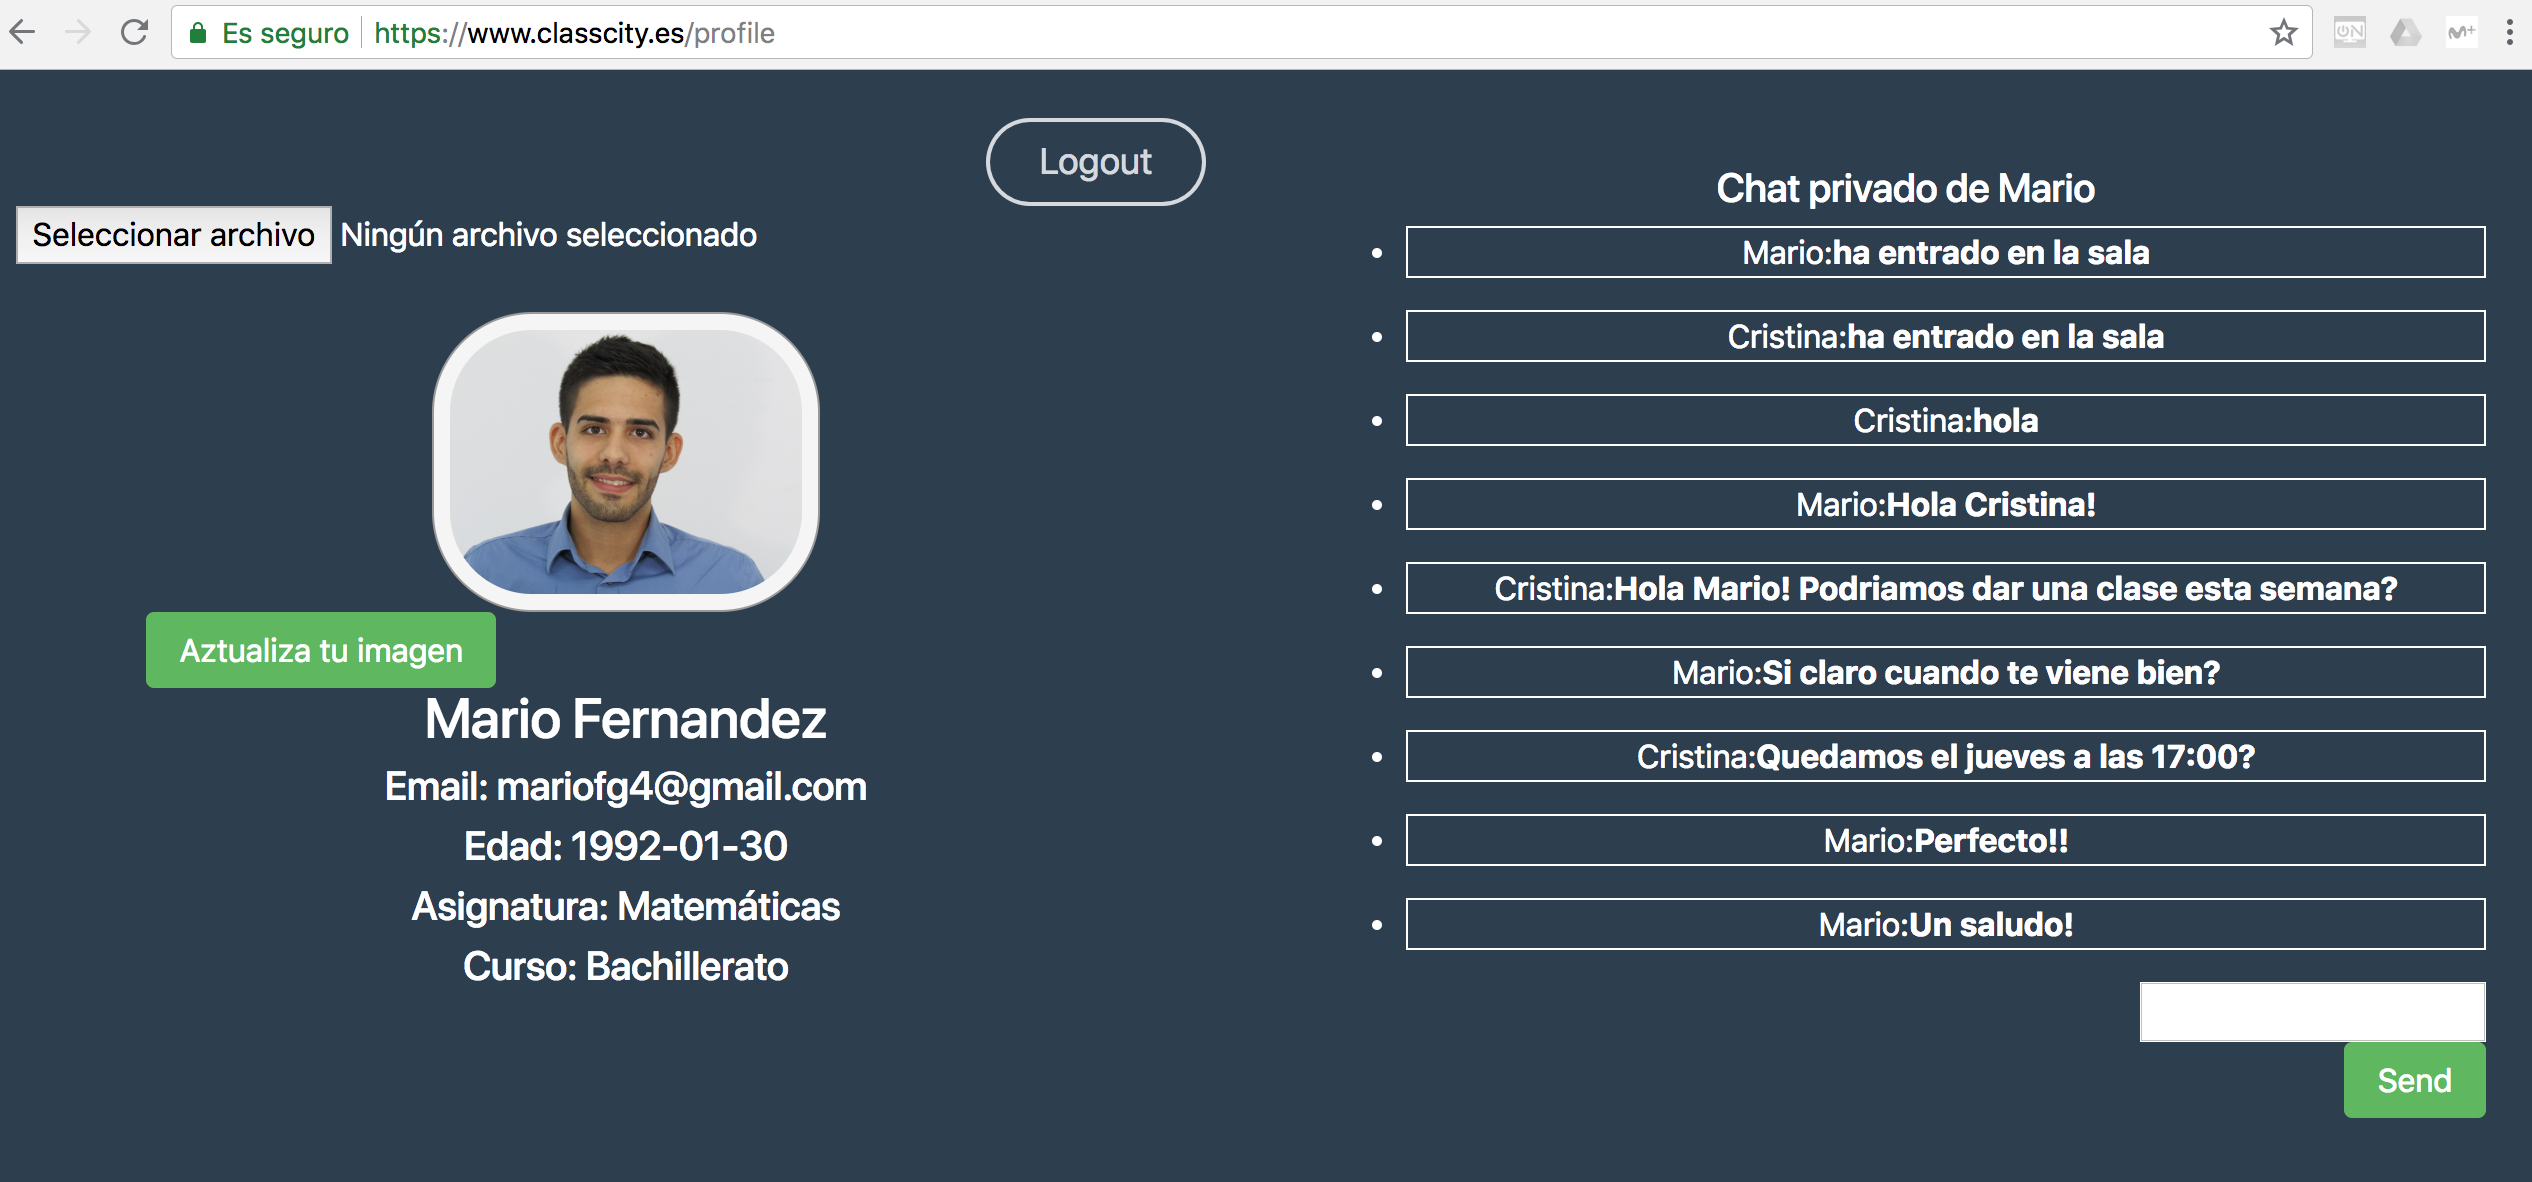 Es seguro https://www.classcity.es/profile
Logout
Seleccionar archivo Ningún archivo seleccionado
Aztualiza tu imagen
Mario Fernandez
Email: mariofg4@gmail.com
Edad: 1992-01-30
Asignatura: Matemáticas
Curso: Bachillerato
Chat privado de Mario
Mario:ha entrado en la sala
Cristina:ha entrado en la sala
Cristina:hola
Mario:Hola Cristina!
Cristina:Hola Mario! Podriamos dar una clase esta semana?
Mario:Si claro cuando te viene bien?
Cristina:Quedamos el jueves a las 17:00?
Mario:Perfecto!!
Mario:Un saludo!
Send